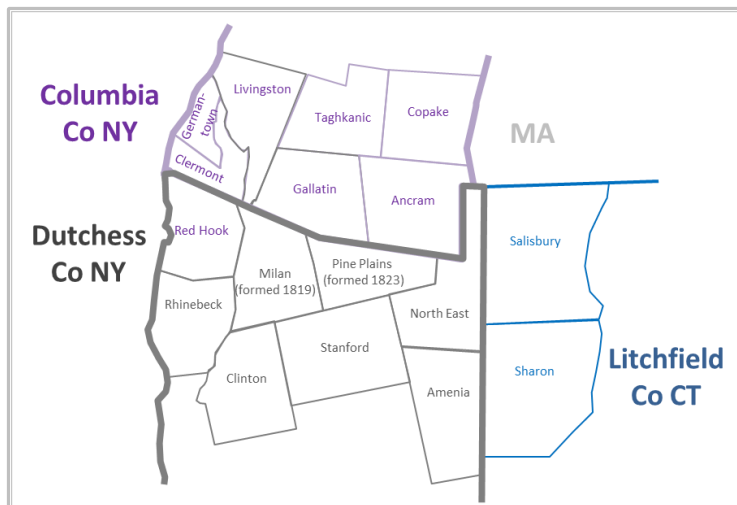 Columbia
Co NY
Livingston
German-
town
Clermont
Taghkanic
Copake
MA
Gallatin
Ancram
Dutchess
Co NY
Red Hook
Salisbury
Milan
(formed 1819)
Pine Plains
(formed 1823)
Rhinebeck
North East
Stanford
Clinton
Amenia
Sharon
Litchfield
Co CT